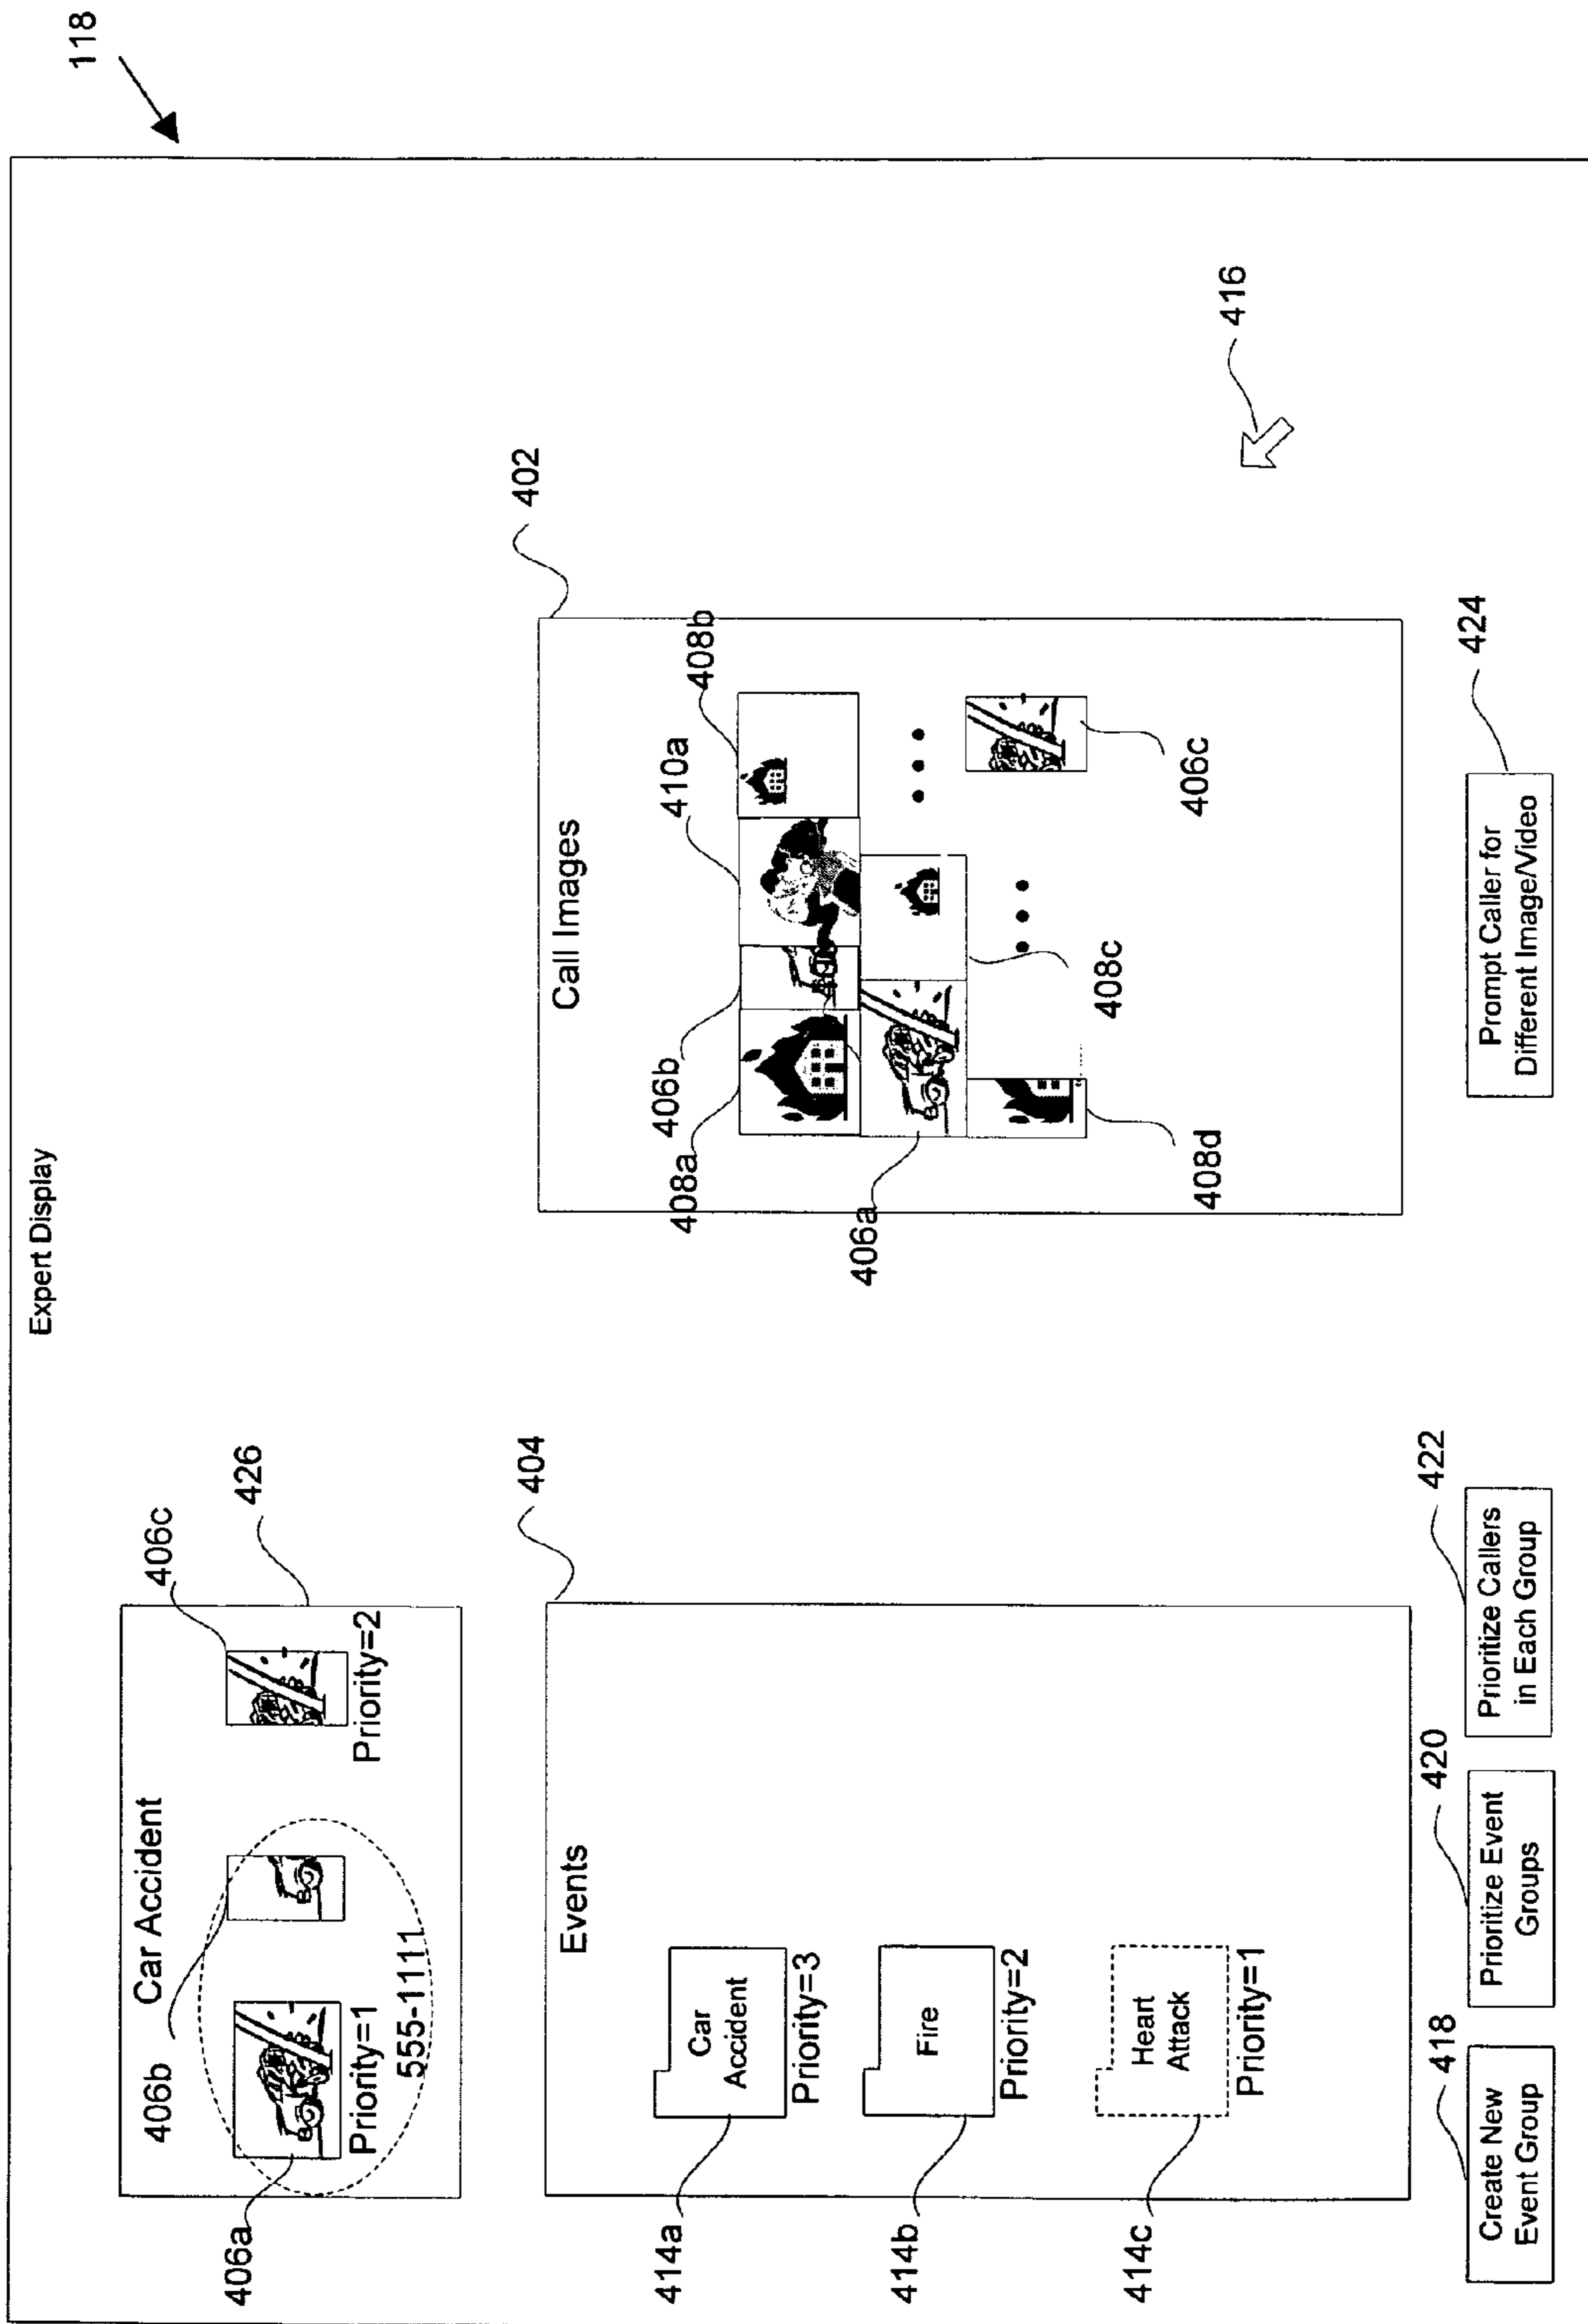 118
Expert Display
Car Accident
406b
406c
426
406a
Priority=1
555-1111
Priority=2
Events
404
414a
Car
Accident
Priority=3
414b
Fire
Priority=2
414c
Heart
Attack
Priority=1
Call Images
402
408a
406b
410a
408b
406a
408c
408d
406c
416
418
Create New
Event Group
420
Prioritize Event
Groups
422
Prioritize Callers
in Each Group
424
Prompt Caller for
Different Image/Video